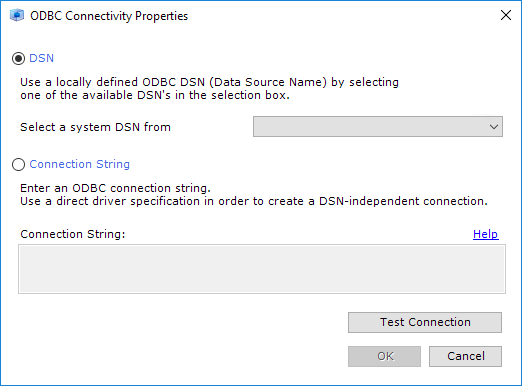 ODBC Connectivity Properties
DSN
Use a locally defined ODBC DSN (Data Source Name) by selecting
one of the available DSN's in the selection box.
Select a system DSN from
Connection String
Enter an ODBC connection string.
Use a direct driver specification in order to create a DSN-independent connection.
Connection String: Help
Test Connection
OK Cancel